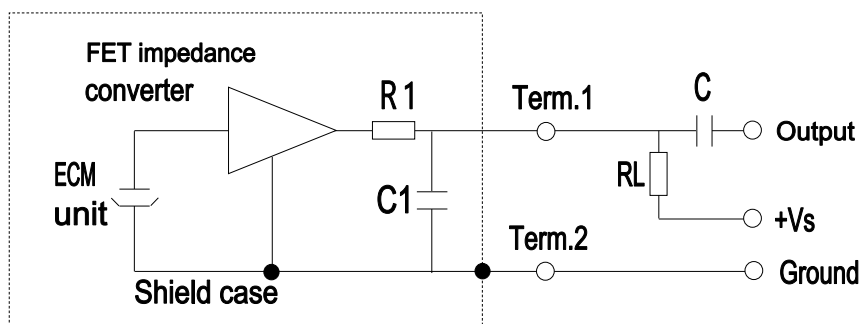 FET impedance
converter
R1
Term.1
C
Output
ECM
unit
C1
RL
+Vs
Term.2
Ground
Shield case